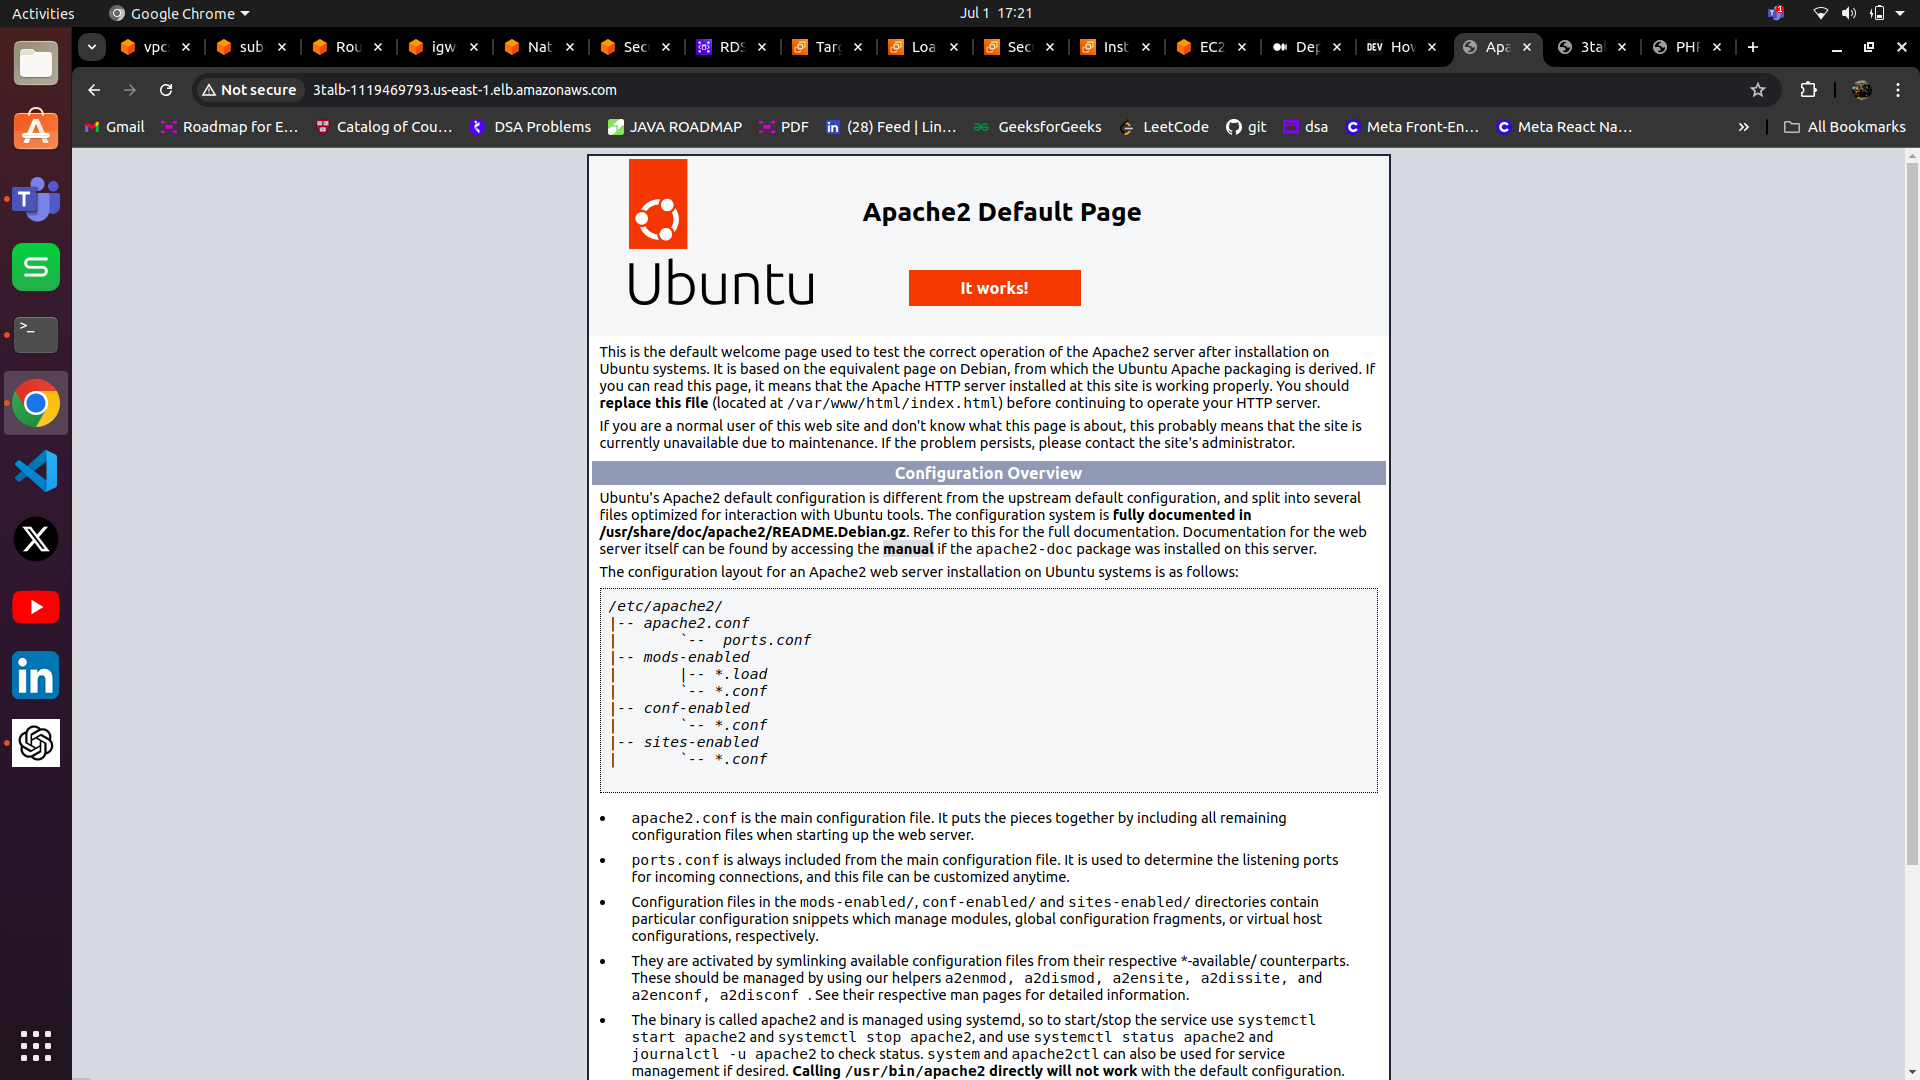 Activities
Google Chrome
Jul 1 17:21
1
vpc
sub
Rou
igw
Nat
Sec
RDS
Targ
Loa
Sec
Inst
EC2
Dep
DEV
How
Apa
3tal
PHP
Not secure
3talb-1119469793.us-east-1.elb.amazonaws.com
Gmail
Roadmap for E...
Catalog of Cou...
DSA Problems
JAVA ROADMAP
PDF
(28) Feed | Lin...
GeeksforGeeks
LeetCode
git
dsa
Meta Front-En...
Meta React Na...
All Bookmarks
Apache2 Default Page
Ubuntu
It works!
This is the default welcome page used to test the correct operation of the Apache2 server after installation on
Ubuntu systems. It is based on the equivalent page on Debian, from which the Ubuntu Apache packaging is derived. If
you can read this page, it means that the Apache HTTP server installed at this site is working properly. You should
replace this file (located at /var/www/html/index.html) before continuing to operate your HTTP server.
If you are a normal user of this web site and don't know what this page is about, this probably means that the site is
currently unavailable due to maintenance. If the problem persists, please contact the site's administrator.
Configuration Overview
Ubuntu's Apache2 default configuration is different from the upstream default configuration, and split into several
files optimized for interaction with Ubuntu tools. The configuration system is fully documented in
/usr/share/doc/apache2/README.Debian.gz. Refer to this for the full documentation. Documentation for the web
server itself can be found by accessing the manual if the apache2-doc package was installed on this server.
The configuration layout for an Apache2 web server installation on Ubuntu systems is as follows:
/etc/apache2/
|-- apache2.conf
|       `--  ports.conf
|-- mods-enabled
|       |-- *.load
|       `-- *.conf
|-- conf-enabled
|       `-- *.conf
|-- sites-enabled
|       `-- *.conf
• apache2.conf is the main configuration file. It puts the pieces together by including all remaining
configuration files when starting up the web server.
• ports.conf is always included from the main configuration file. It is used to determine the listening ports
for incoming connections, and this file can be customized anytime.
• Configuration files in the mods-enabled/, conf-enabled/ and sites-enabled/ directories contain
particular configuration snippets which manage modules, global configuration fragments, or virtual host
configurations, respectively.
• They are activated by symlinking available configuration files from their respective *-available/ counterparts.
These should be managed by using our helpers a2enmod, a2dismod, a2ensite, a2dissite, and
a2enconf, a2disconf . See their respective man pages for detailed information.
• The binary is called apache2 and is managed using systemd, so to start/stop the service use systemctl
start apache2 and systemctl stop apache2, and use systemctl status apache2 and
journalctl -u apache2 to check status. system and apache2ctl can also be used for service
management if desired. Calling /usr/bin/apache2 directly will not work with the default configuration.